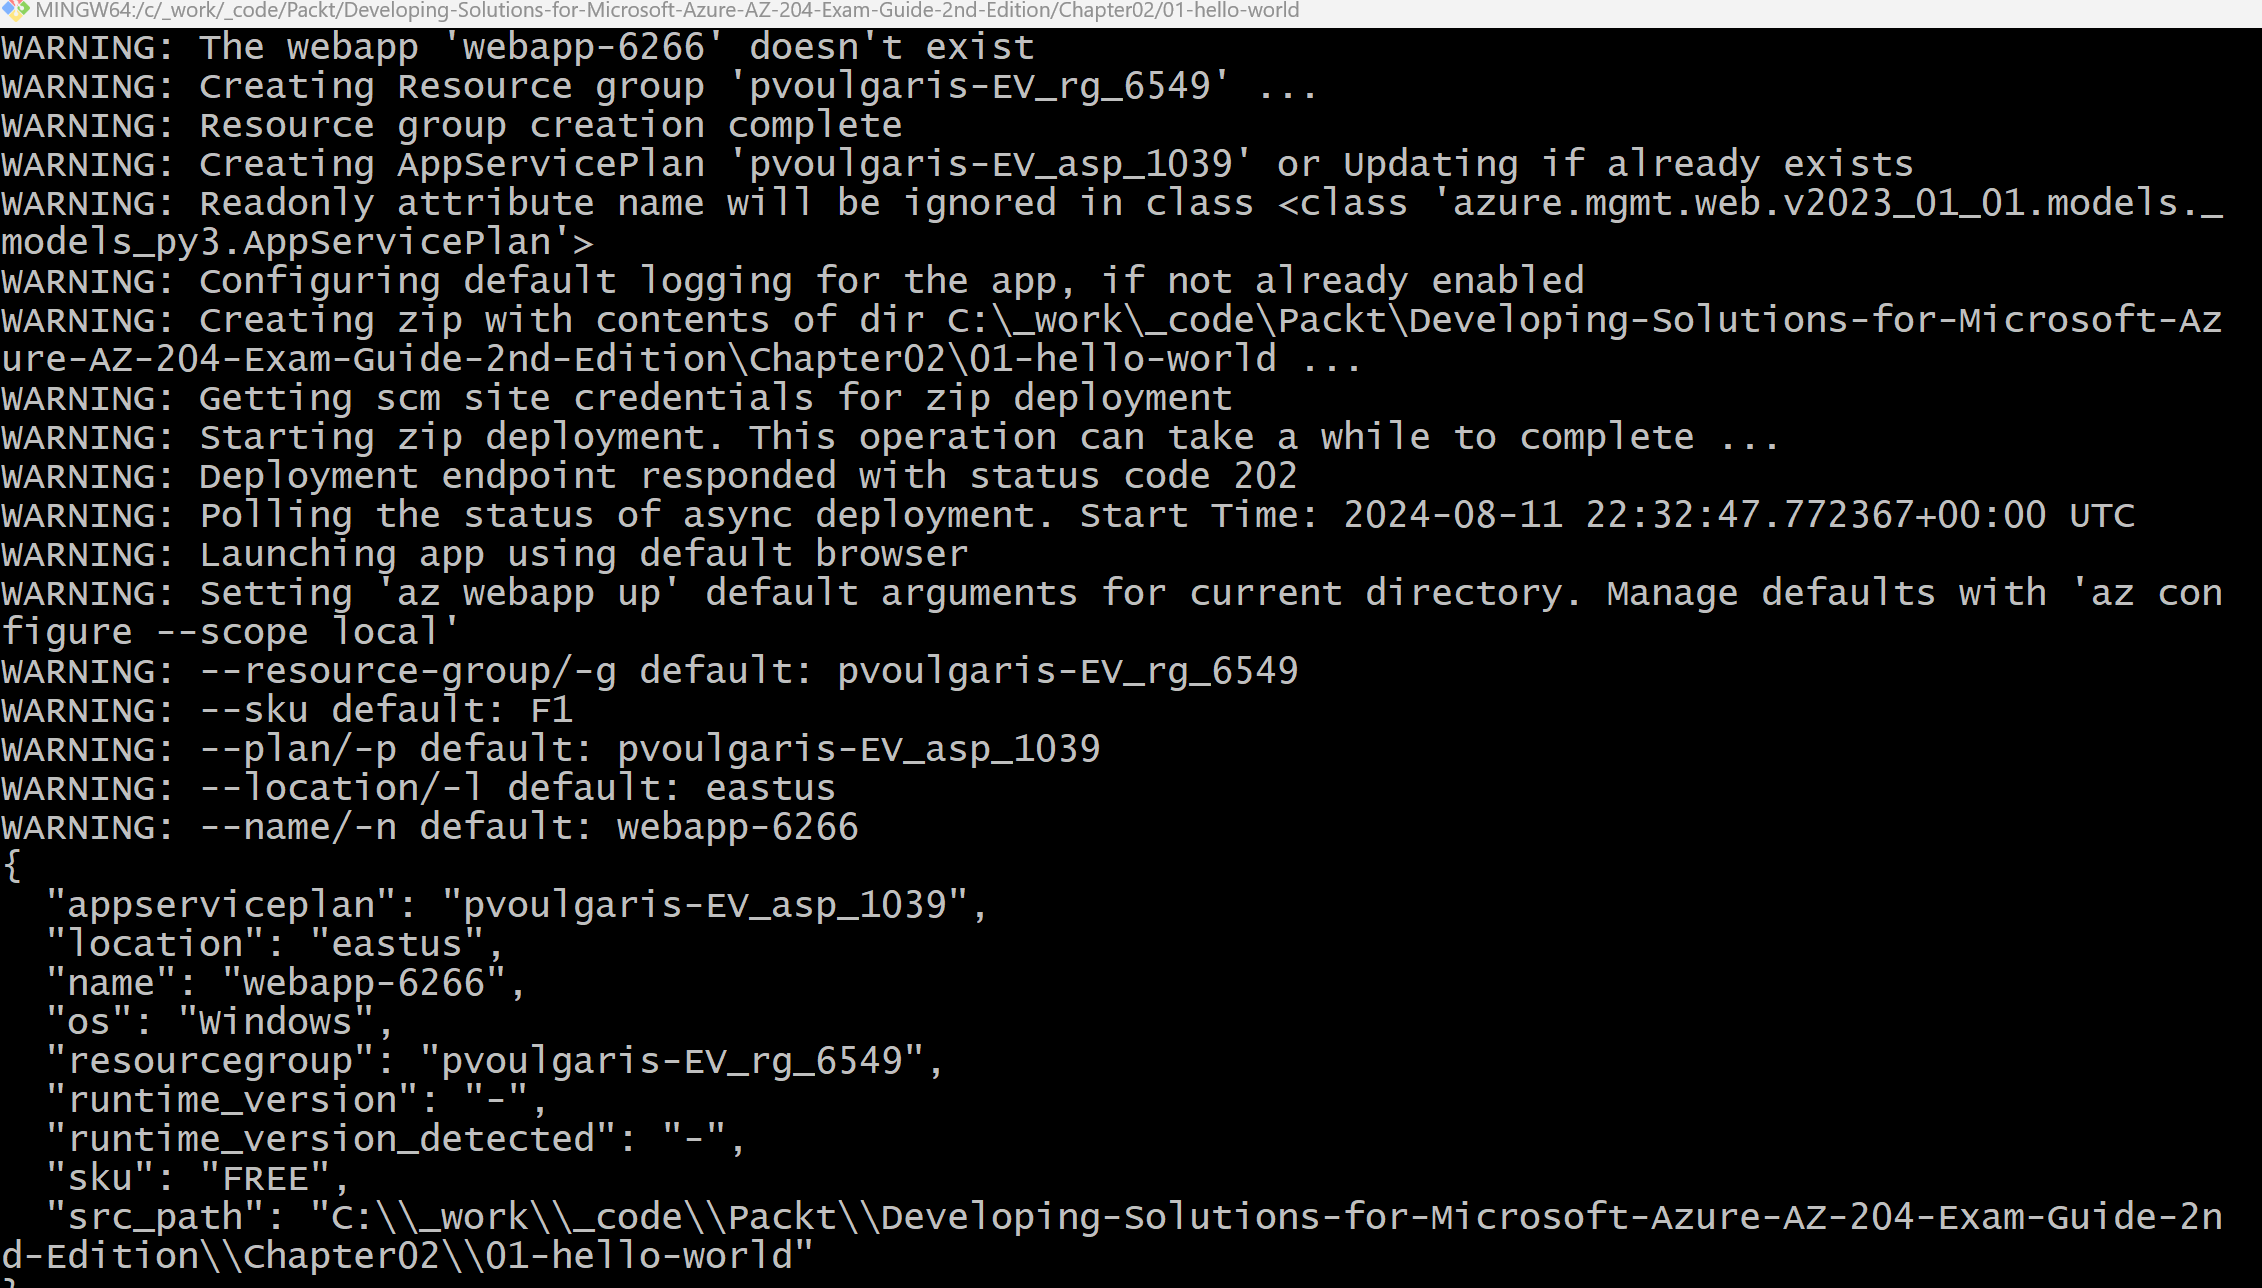 MINGW64:/c/_work/_code/Packt/Developing-Solutions-for-Microsoft-Azure-AZ-204-Exam-Guide-2nd-Edition/Chapter02/01-hello-world
WARNING: The webapp 'webapp-6266' doesn't exist
WARNING: Creating Resource group 'pvoulgaris-EV_rg_6549' ...
WARNING: Resource group creation complete
WARNING: Creating AppServicePlan 'pvoulgaris-EV_asp_1039' or Updating if already exists
WARNING: Readonly attribute name will be ignored in class <class 'azure.mgmt.web.v2023_01_01.models._
models_py3.AppServicePlan'>
WARNING: Configuring default logging for the app, if not already enabled
WARNING: Creating zip with contents of dir C:\_work\_code\Packt\Developing-Solutions-for-Microsoft-Az
ure-AZ-204-Exam-Guide-2nd-Edition\Chapter02\01-hello-world ...
WARNING: Getting scm site credentials for zip deployment
WARNING: Starting zip deployment. This operation can take a while to complete ...
WARNING: Deployment endpoint responded with status code 202
WARNING: Polling the status of async deployment. Start Time: 2024-08-11 22:32:47.772367+00:00 UTC
WARNING: Launching app using default browser
WARNING: Setting 'az webapp up' default arguments for current directory. Manage defaults with 'az con
figure --scope local'
WARNING: --resource-group/-g default: pvoulgaris-EV_rg_6549
WARNING: --sku default: F1
WARNING: --plan/-p default: pvoulgaris-EV_asp_1039
WARNING: --location/-l default: eastus
WARNING: --name/-n default: webapp-6266
{
  "appserviceplan": "pvoulgaris-EV_asp_1039",
  "location": "eastus",
  "name": "webapp-6266",
  "os": "Windows",
  "resourcegroup": "pvoulgaris-EV_rg_6549",
  "runtime_version": "-",
  "runtime_version_detected": "-",
  "sku": "FREE",
  "src_path": "C:\\_work\\_code\\Packt\\Developing-Solutions-for-Microsoft-Azure-AZ-204-Exam-Guide-2n
d-Edition\\Chapter02\\01-hello-world"
}